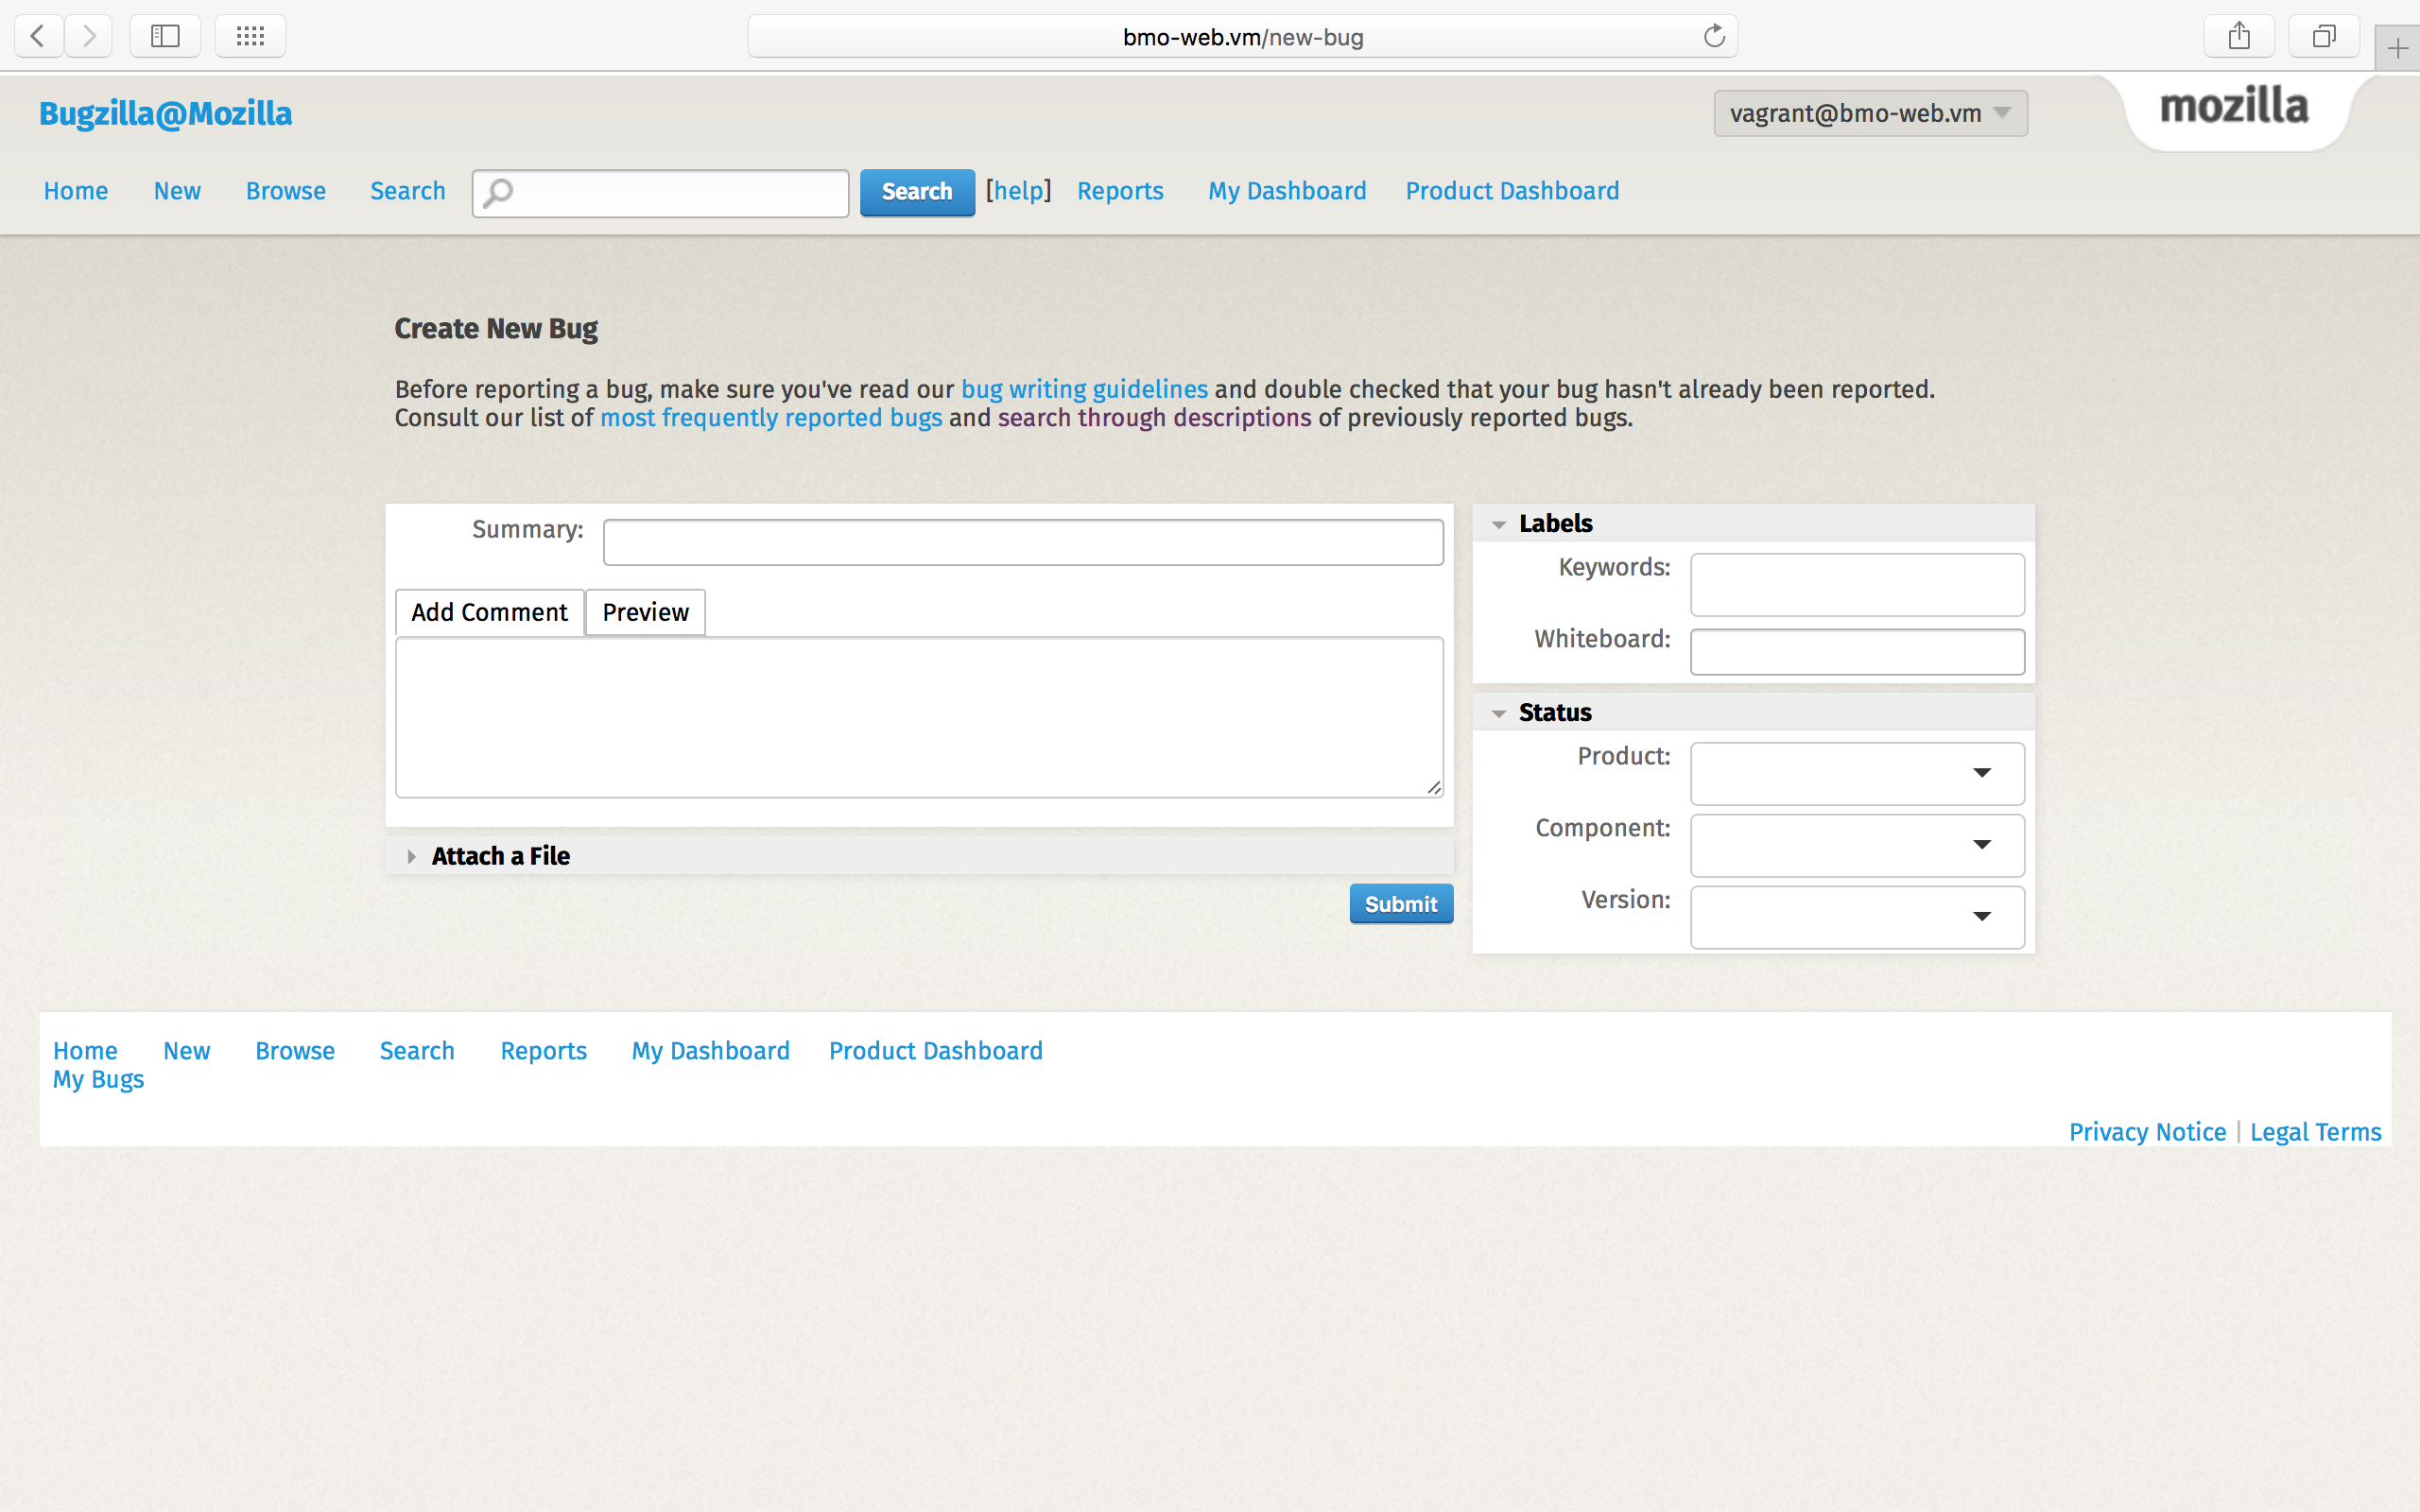 bmo-web.vm/new-bug
Bugzilla@Mozilla
vagrant@bmo-web.vm
mozilla
Home New Browse Search Search [help] Reports My Dashboard Product Dashboard
Create New Bug
Before reporting a bug, make sure you've read our bug writing guidelines and double checked that your bug hasn't already been reported.
Consult our list of most frequently reported bugs and search through descriptions of previously reported bugs.
Summary:
Add Comment Preview
Attach a File
Submit
Labels
Keywords:
Whiteboard:
Status
Product:
Component:
Version:
Home New Browse Search Reports My Dashboard Product Dashboard
My Bugs
Privacy Notice | Legal Terms